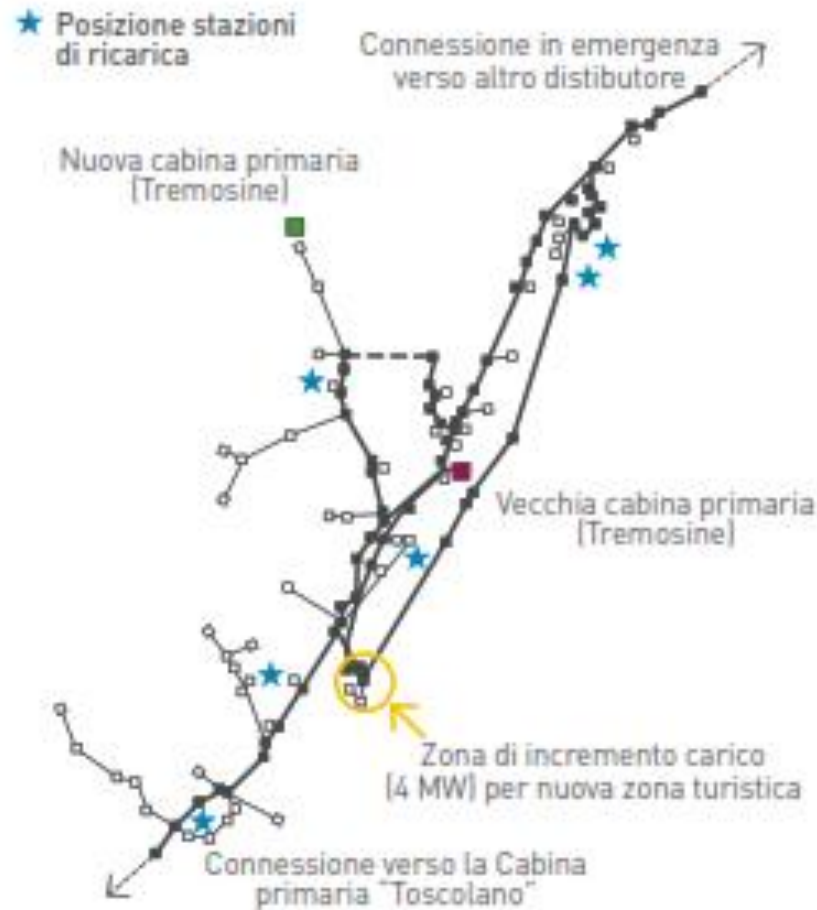 Posizione stazioni
di ricarica
Connessione in emergenza
verso altro distibutore
Nuova cabina primaria
(Tremosine)
Vecchia cabina primaria
(Tremosine)
Zona di incremento carico
(4 MW) per nuova zona turistica
Connessione verso la Cabina
primaria "Toscolano"